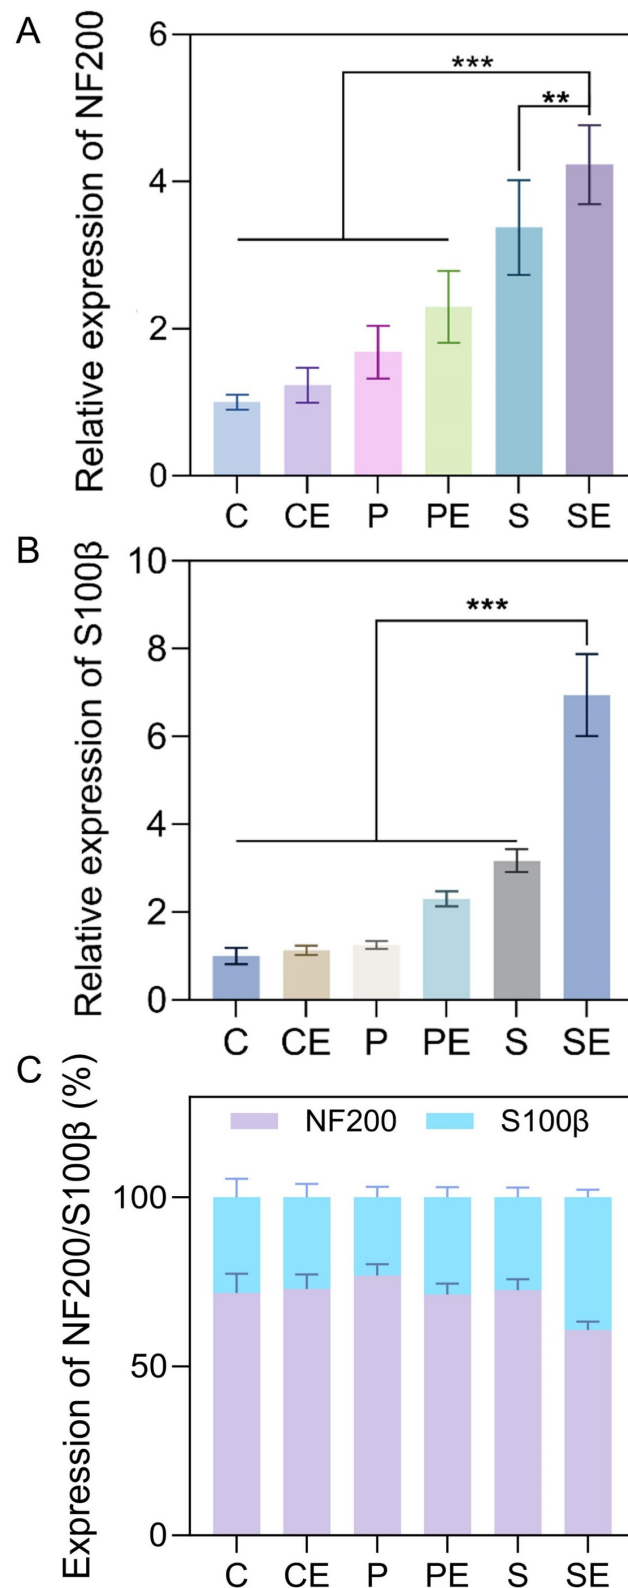 A
Relative expression of NF200
6
4
2
0
***
**
C CE P PE S SE
B
Relative expression of S100β
10
8
6
4
2
0
***
C CE P PE S SE
C
Expression of NF200/S100β (%)
NF200 S100β
100
50
0
C CE P PE S SE